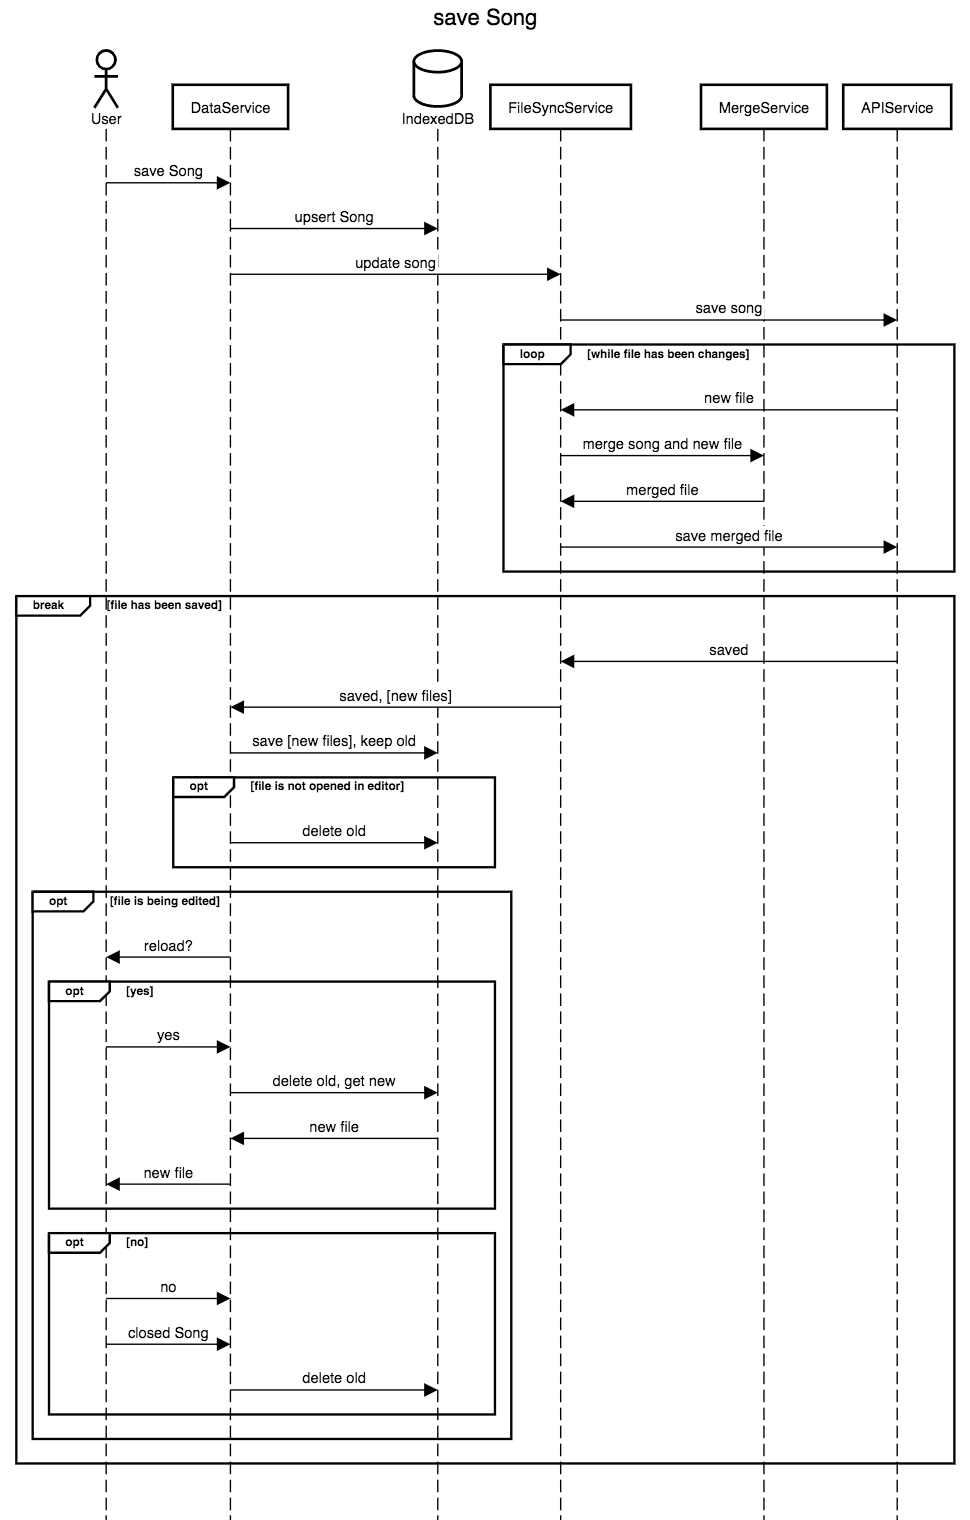 save Song
User
DataService
IndexedDB
FileSyncService
MergeService
APIService
save Song
upsert Song
update song
save song
loop [while file has been changes]
new file
merge song and new file
merged file
save merged file
break [file has been saved]
saved
saved, [new files]
save [new files], keep old
opt [file is not opened in editor]
delete old
opt [file is being edited]
reload?
opt [yes]
yes
delete old, get new
new file
new file
opt [no]
no
closed Song
delete old